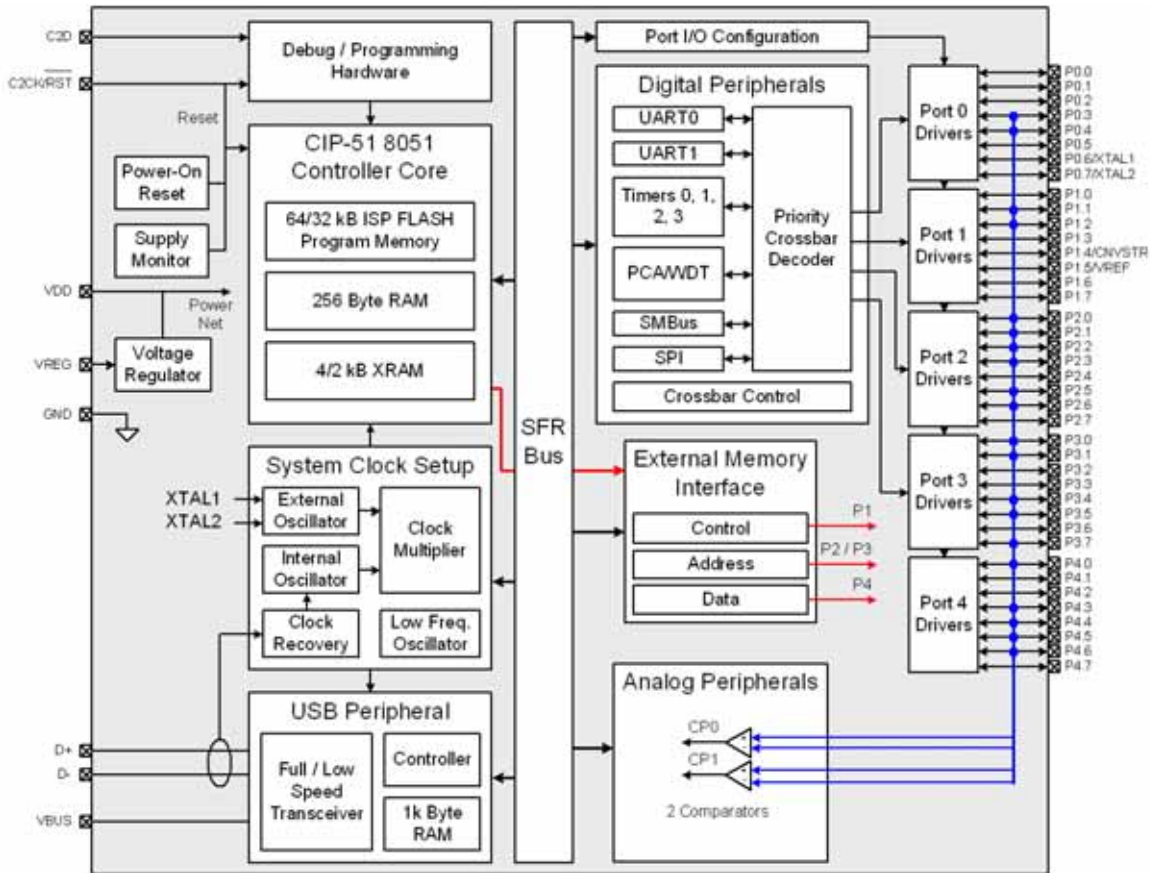 C2D
C2CK/RST
VDD
VREG
GND
D+
D-
VBUS
Debug / Programming
Hardware
Reset
Power-On
Reset
Supply
Monitor
Power
Net
Voltage
Regulator
CIP-51 8051
Controller Core
64/32 kB ISP FLASH
Program Memory
256 Byte RAM
4/2 kB XRAM
System Clock Setup
XTAL1
XTAL2
External
Oscillator
Internal
Oscillator
Clock
Recovery
Clock
Multiplier
Low Freq.
Oscillator
USB Peripheral
Full / Low
Speed
Transceiver
Controller
1k Byte
RAM
SFR
Bus
Port I/O Configuration
Digital Peripherals
UART0
UART1
Timers 0, 1,
2, 3
PCA/WDT
SMBus
SPI
Priority
Crossbar
Decoder
Crossbar Control
External Memory
Interface
Control
Address
Data
P1
P2 / P3
P4
Analog Peripherals
CP0
+
-
CP1
+
-
2 Comparators
Port 0
Drivers
Port 1
Drivers
Port 2
Drivers
Port 3
Drivers
Port 4
Drivers
P0.0
P0.1
P0.2
P0.3
P0.4
P0.5
P0.6/XTAL1
P0.7/XTAL2
P1.0
P1.1
P1.2
P1.3
P1.4/CNVSTR
P1.5/VREF
P1.6
P1.7
P2.0
P2.1
P2.2
P2.3
P2.4
P2.5
P2.6
P2.7
P3.0
P3.1
P3.2
P3.3
P3.4
P3.5
P3.6
P3.7
P4.0
P4.1
P4.2
P4.3
P4.4
P4.5
P4.6
P4.7